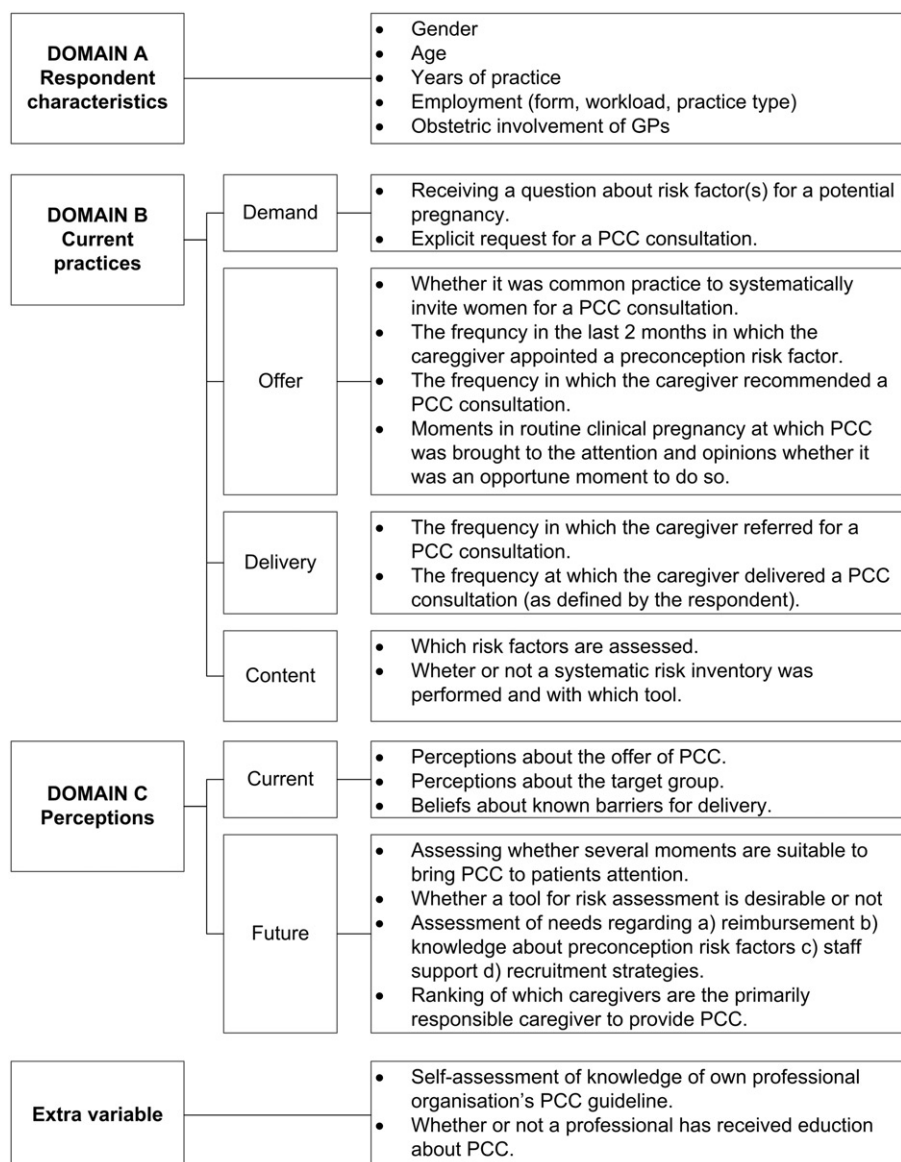 DOMAIN A
Respondent
characteristics
• Gender
• Age
• Years of practice
• Employment (form, workload, practice type)
• Obstetric involvement of GPs
DOMAIN B
Current
practices
Demand
• Receiving a question about risk factor(s) for a potential
pregnancy.
• Explicit request for a PCC consultation.
Offer
• Whether it was common practice to systematically
invite women for a PCC consultation.
• The frequncy in the last 2 months in which the
careggiver appointed a preconception risk factor.
• The frequency in which the caregiver recommended a
PCC consultation.
• Moments in routine clinical pregnancy at which PCC
was brought to the attention and opinions whether it
was an opportune moment to do so.
Delivery
• The frequency in which the caregiver referred for a
PCC consultation.
• The frequency at which the caregiver delivered a PCC
consultation (as defined by the respondent).
Content
• Which risk factors are assessed.
• Wheter or not a systematic risk inventory was
performed and with which tool.
DOMAIN C
Perceptions
Current
• Perceptions about the offer of PCC.
• Perceptions about the target group.
• Beliefs about known barriers for delivery.
Future
• Assessing whether several moments are suitable to
bring PCC to patients attention.
• Whether a tool for risk assessment is desirable or not
• Assessment of needs regarding a) reimbursement b)
knowledge about preconception risk factors c) staff
support d) recruitment strategies.
• Ranking of which caregivers are the primarily
responsible caregiver to provide PCC.
Extra variable
• Self-assessment of knowledge of own professional
organisation's PCC guideline.
• Whether or not a professional has received eduction
about PCC.